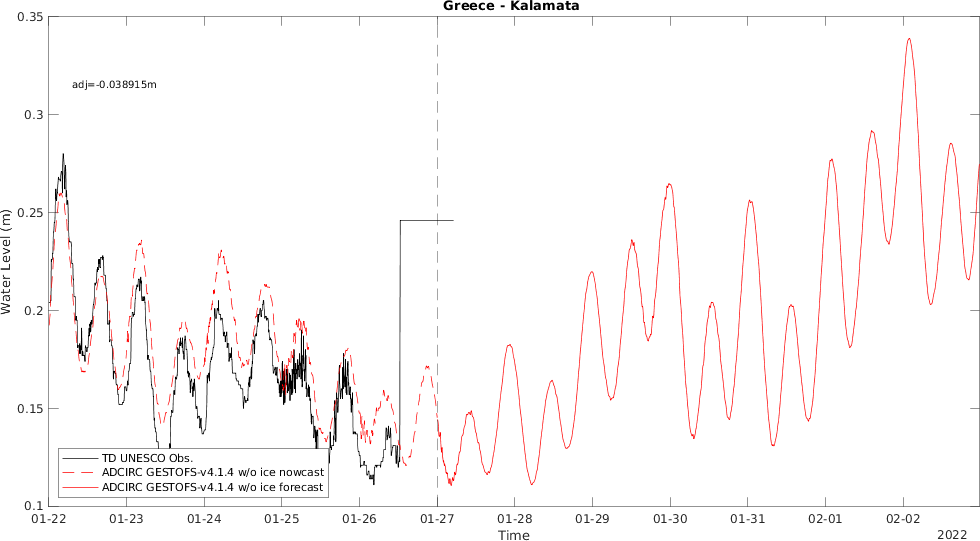 Greece - Kalamata
0.35
adj=-0.038915m
0.3
0.25
0.2
0.15
0.1
Water Level (m)
TD UNESCO Obs.
ADCIRC GESTOFS-v4.1.4 w/o ice nowcast
ADCIRC GESTOFS-v4.1.4 w/o ice forecast
01-22 01-23 01-24 01-25 01-26 01-27 01-28 01-29 01-30 01-31 02-01 02-02
Time
2022